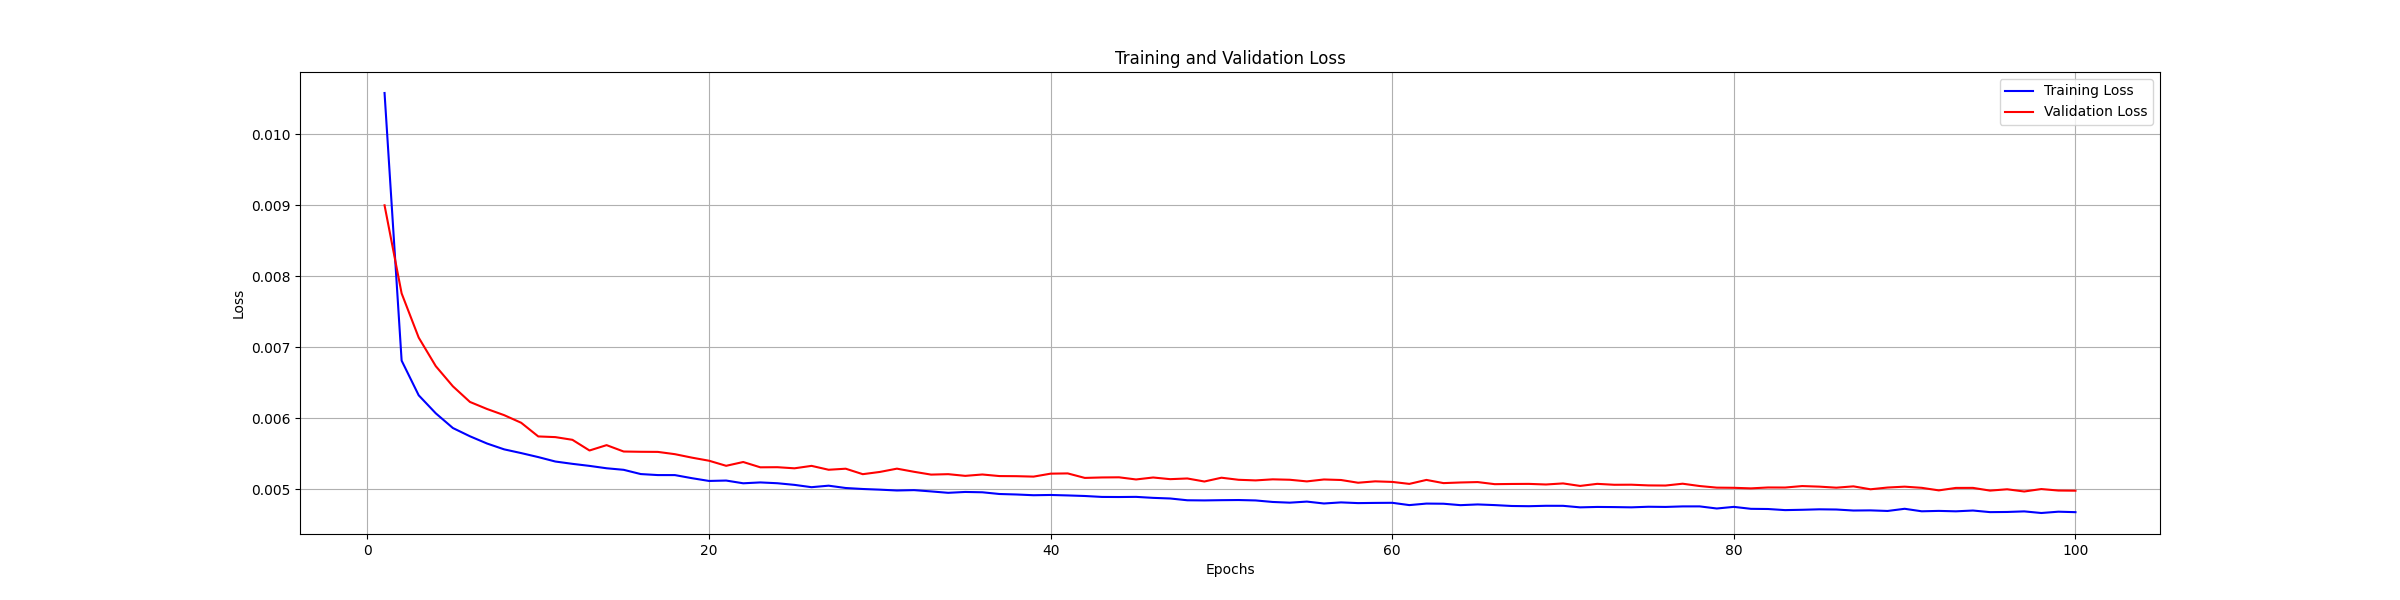 Training and Validation Loss
Training Loss
Validation Loss
0.010
0.009
0.008
0.007
0.006
0.005
Loss
0 20 40 60 80 100
Epochs